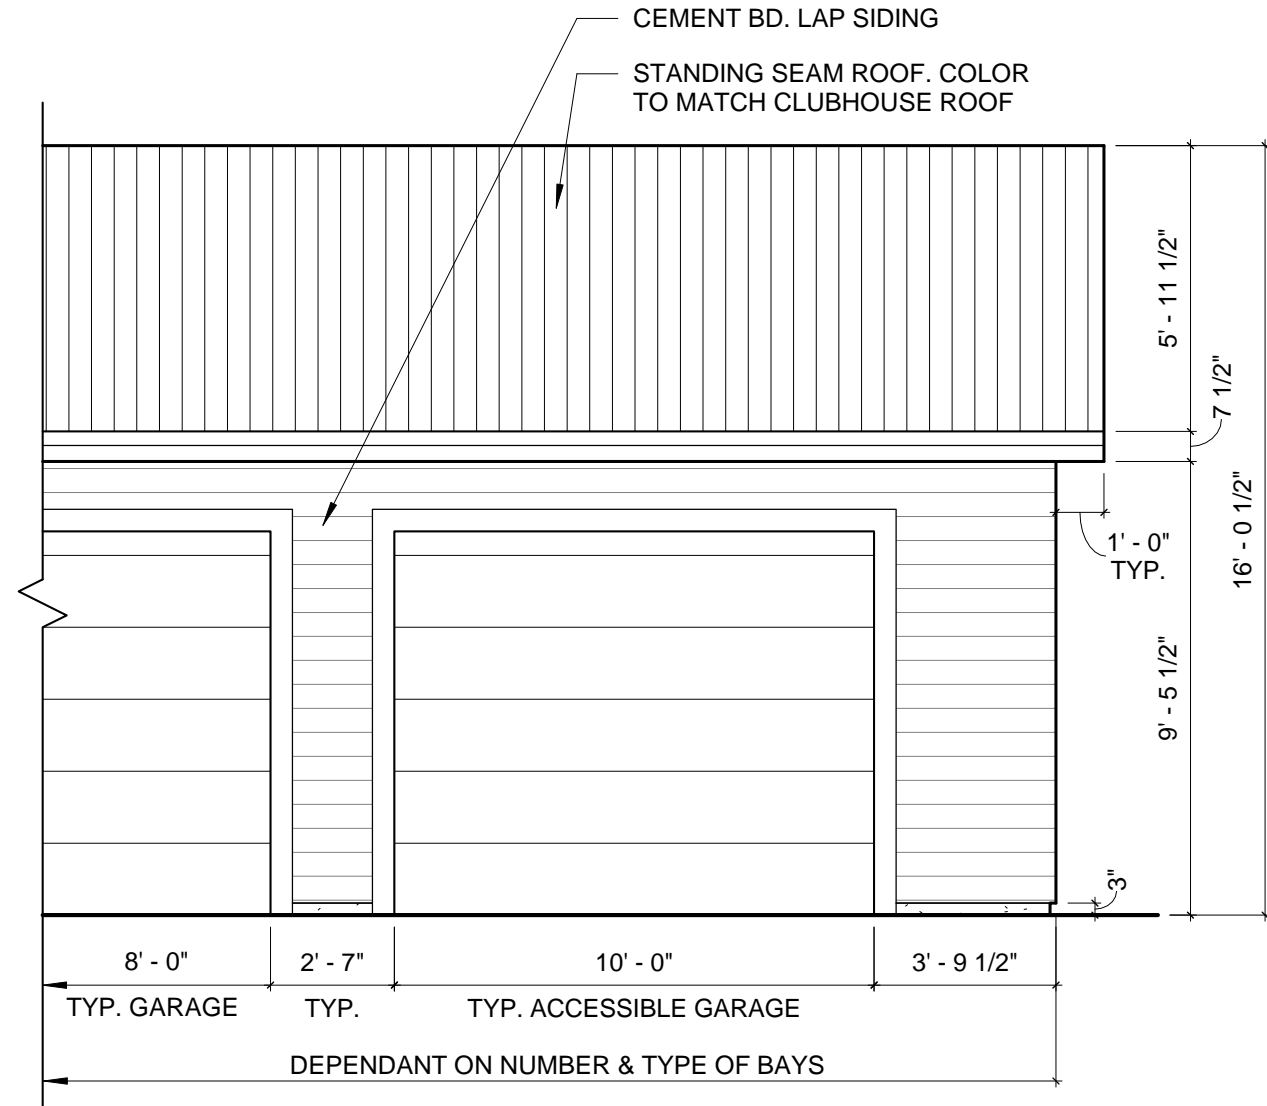 CEMENT BD. LAP SIDING
STANDING SEAM ROOF. COLOR
TO MATCH CLUBHOUSE ROOF
5' - 11 1/2"
7 1/2"
16' - 0 1/2"
1' - 0"
TYP.
9' - 5 1/2"
3"
8' - 0"
2' - 7"
10' - 0"
3' - 9 1/2"
TYP. GARAGE
TYP.
TYP. ACCESSIBLE GARAGE
DEPENDANT ON NUMBER & TYPE OF BAYS